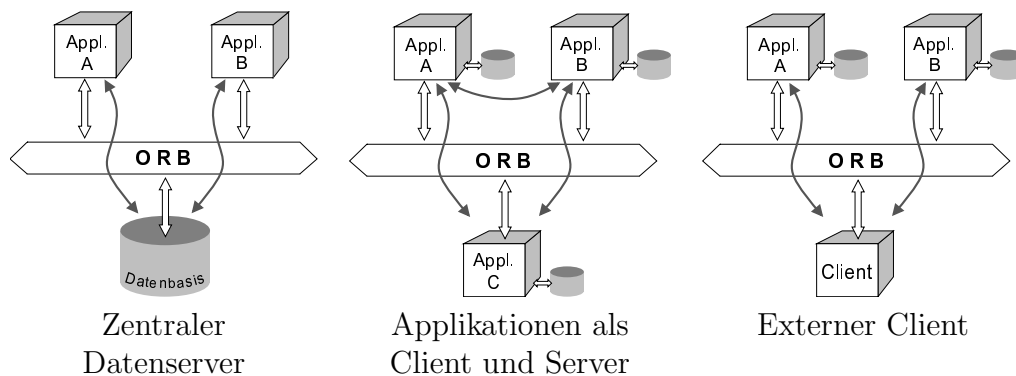 Appl.
A
Appl.
B
ORB
Datenbasis
Zentraler
Datenserver
Appl.
A
Appl.
B
ORB
Appl.
C
Applikationen als
Client und Server
Appl.
A
Appl.
B
ORB
Client
Externer Client